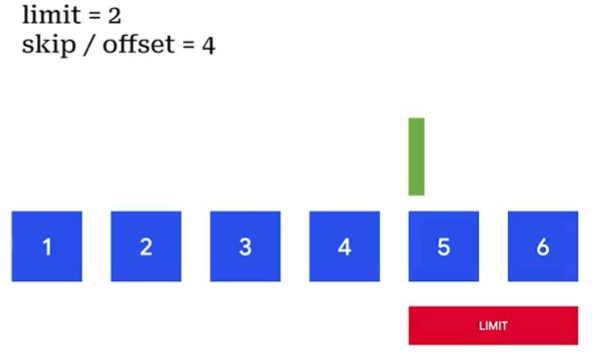 limit = 2
skip / offset = 4
1 2 3 4 5 6
LIMIT